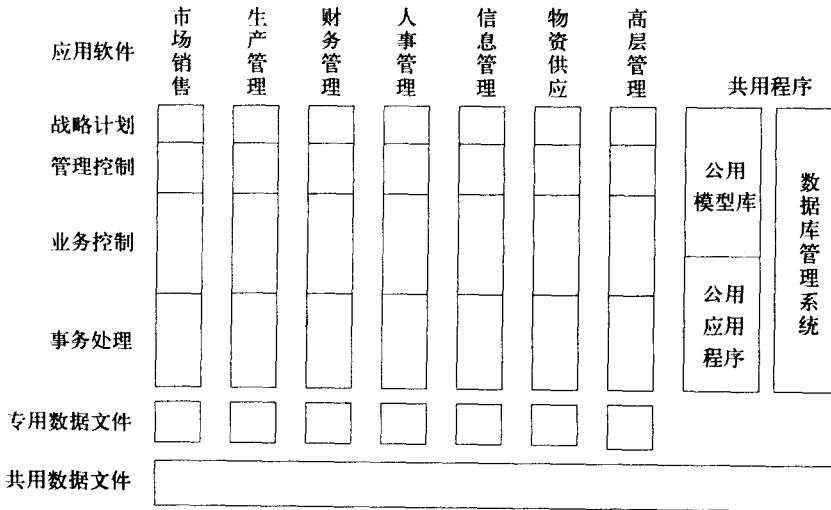 应用软件
市场销售
生产管理
财务管理
人事管理
信息管理
物资供应
高层管理
共用程序
战略计划
管理控制
业务控制
事务处理
公用
模型库
公用
应用
程序
数据库管理系统
专用数据文件
共用数据文件